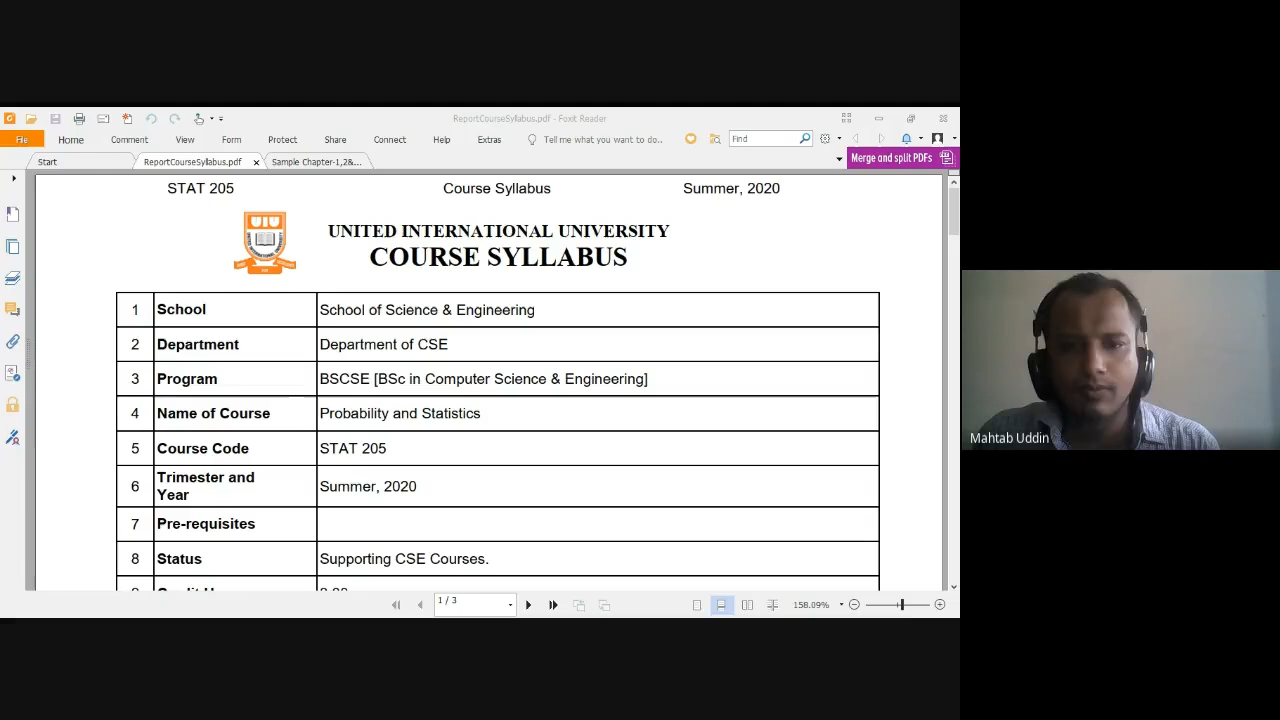 ReportCourseSyllabus.pdf - Foxit Reader
File Home Comment View Form Protect Share Connect Help Extras Tell me what you want to do.. Find
Start ReportCourseSyllabus.pdf Sample Chapter-1,2&... Merge and split PDFs
STAT 205 Course Syllabus Summer, 2020
UNITED INTERNATIONAL UNIVERSITY
COURSE SYLLABUS
1 School School of Science & Engineering
2 Department Department of CSE
3 Program BSCSE [BSc in Computer Science & Engineering]
4 Name of Course Probability and Statistics
5 Course Code STAT 205
6 Trimester and Year Summer, 2020
7 Pre-requisites
8 Status Supporting CSE Courses.
Mahtab Uddin
1 / 3 158.09%